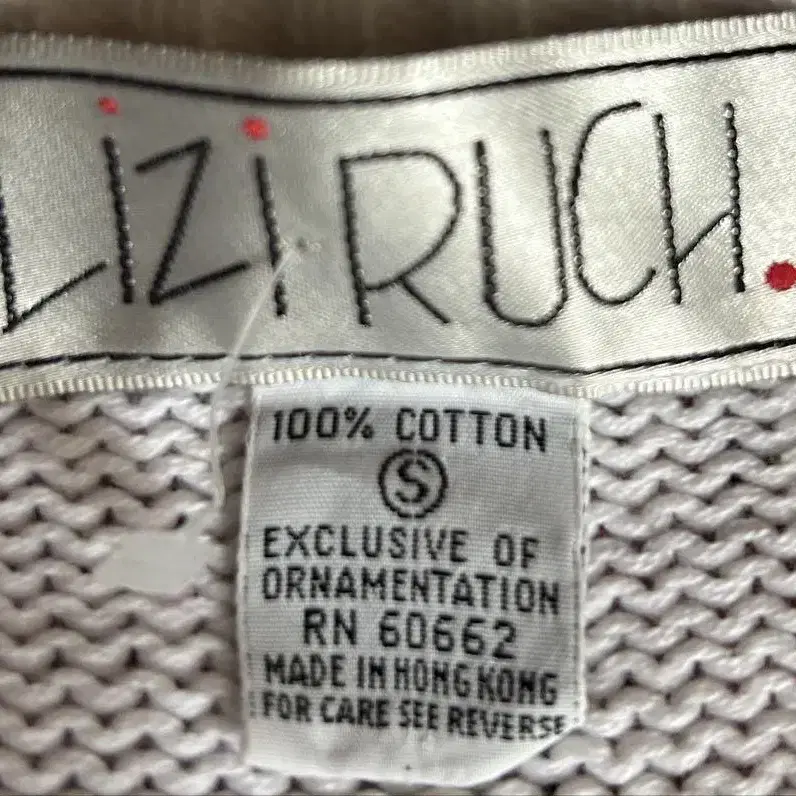 LiZi RUCH.
100% COTTON
S
EXCLUSIVE OF
ORNAMENTATION
RN 60662
MADE IN HONG KONG
FOR CARE SEE REVERSE